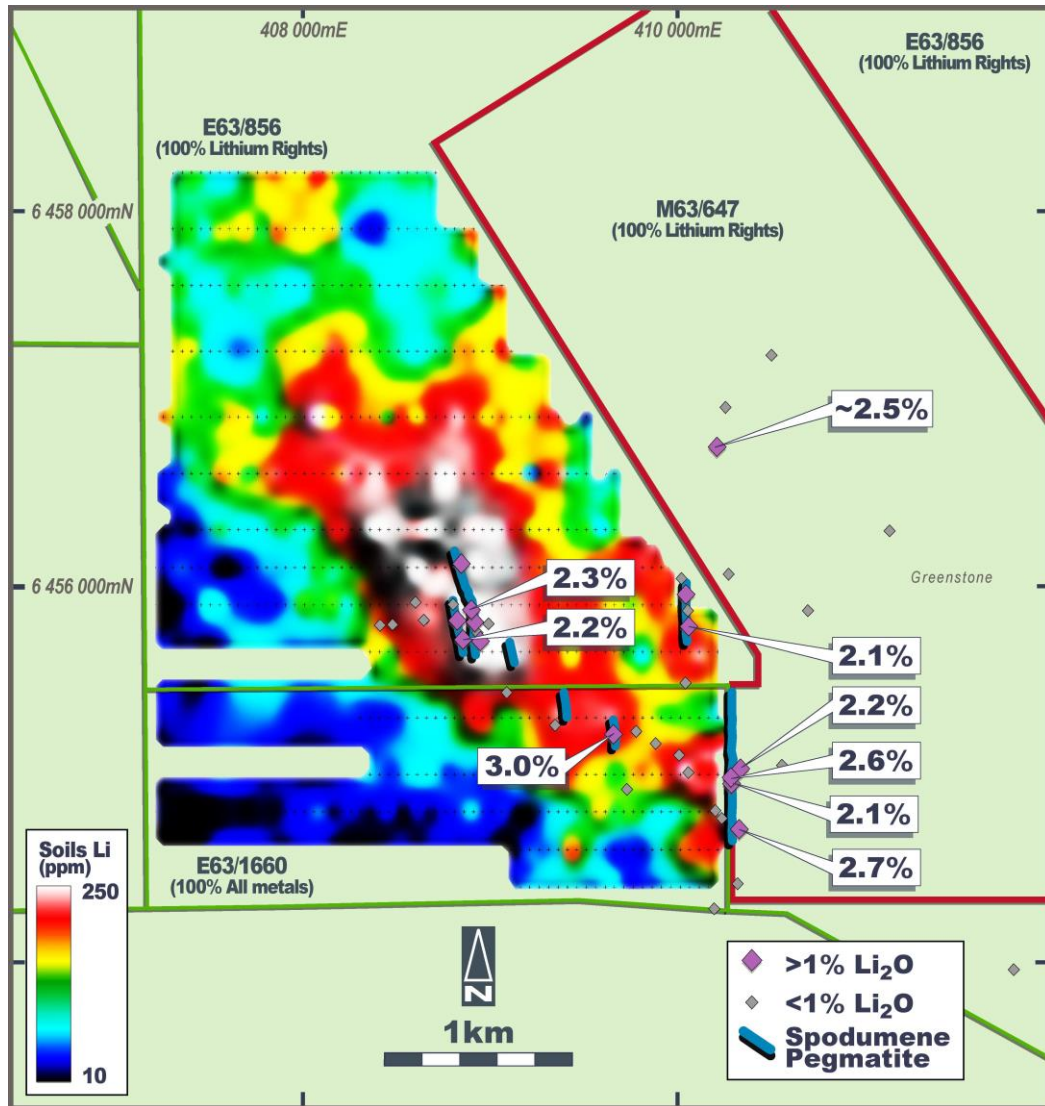 408 000mE
410 000mE
E63/856
(100% Lithium Rights)
E63/856
(100% Lithium Rights)
6 458 000mN
M63/647
(100% Lithium Rights)
~2.5%
6 456 000mN
Greenstone
2.3%
2.2%
2.1%
2.2%
3.0%
2.6%
2.1%
2.7%
Soils Li
(ppm)
250
10
E63/1660
(100% All metals)
N
1km
>1% Li₂O
<1% Li₂O
Spodumene
Pegmatite